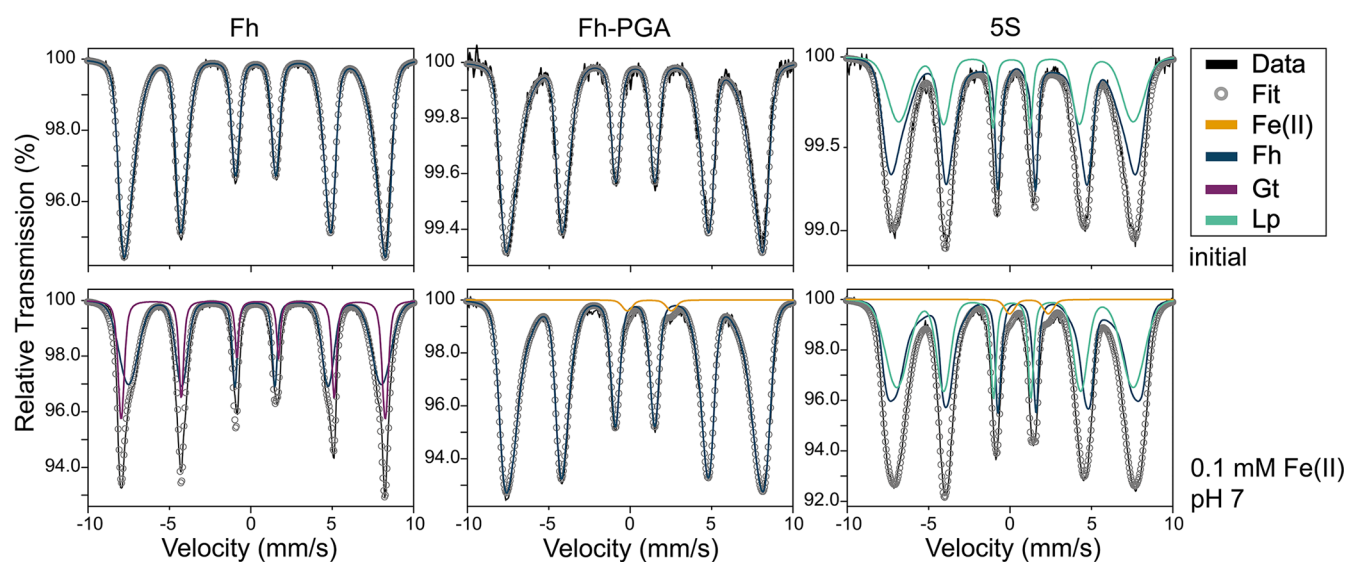 Fh
Fh-PGA
5S
Relative Transmission (%)
100
98.0
96.0
100
99.8
99.6
99.4
100
99.5
99.0
Data
Fit
Fe(II)
Fh
Gt
Lp
initial
100
98.0
96.0
94.0
100
98.0
96.0
94.0
100
98.0
96.0
94.0
92.0
0.1 mM Fe(II)
pH 7
-10 -5 0 5 10
-10 -5 0 5 10
-10 -5 0 5 10
Velocity (mm/s)
Velocity (mm/s)
Velocity (mm/s)